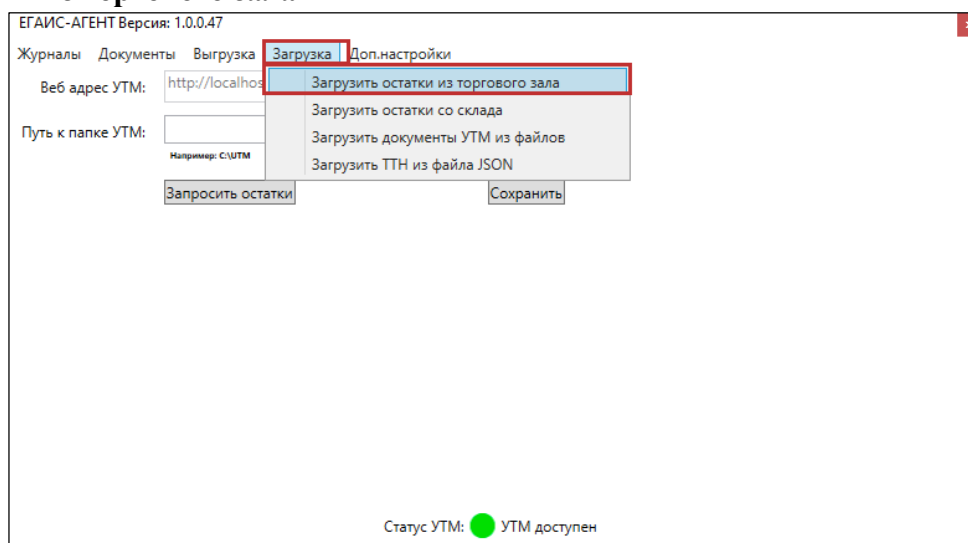 ЕГАИС-АГЕНТ Версия: 1.0.0.47
Журналы Документы Выгрузка Загрузка Доп.настройки
Веб адрес УТМ: http://localhos
Загрузить остатки из торгового зала
Загрузить остатки со склада
Путь к папке УТМ:
Загрузить документы УТМ из файлов
Например: C:\UTM
Загрузить ТТН из файла JSON
Запросить остатки Сохранить
Статус УТМ: УТМ доступен